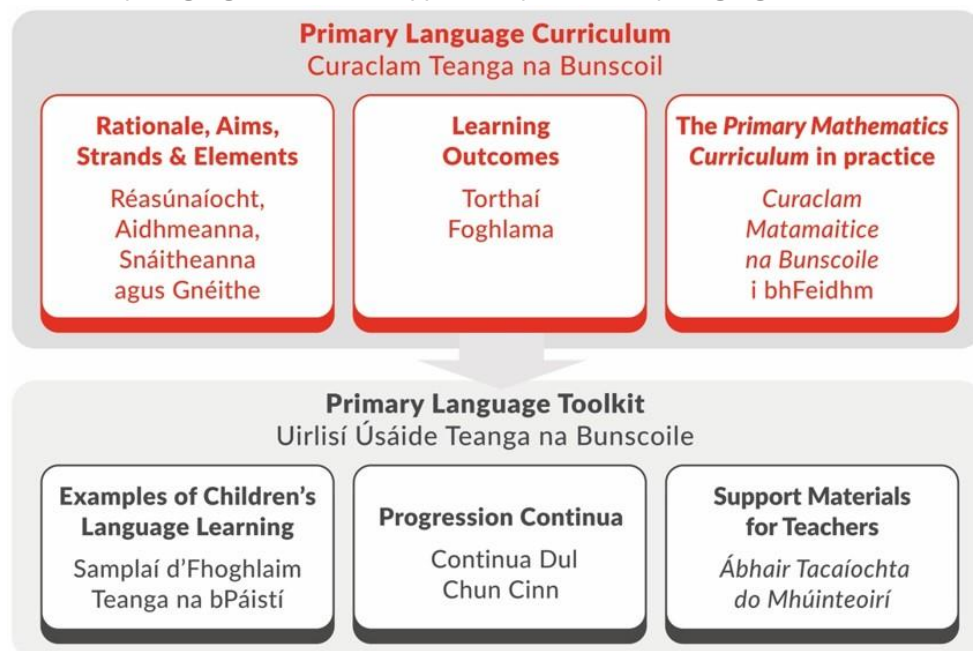 Primary Language Curriculum
Curaclam Teanga na Bunscoil
Rationale, Aims,
Strands & Elements
Réasúnaíocht,
Aidhmeanna,
Snáitheanna
agus Gnéithe
Learning
Outcomes
Torthaí
Foghlama
The Primary Mathematics
Curriculum in practice
Curaclam
Matamaitice
na Bunscoile
i bhFeidhm
Primary Language Toolkit
Uirlisí Úsáide Teanga na Bunscoile
Examples of Children's
Language Learning
Samplaí d'Fhoghlaim
Teanga na bPáistí
Progression Continua
Continua Dul
Chun Cinn
Support Materials
for Teachers
Ábhair Tacaíochta
do Mhúinteoirí